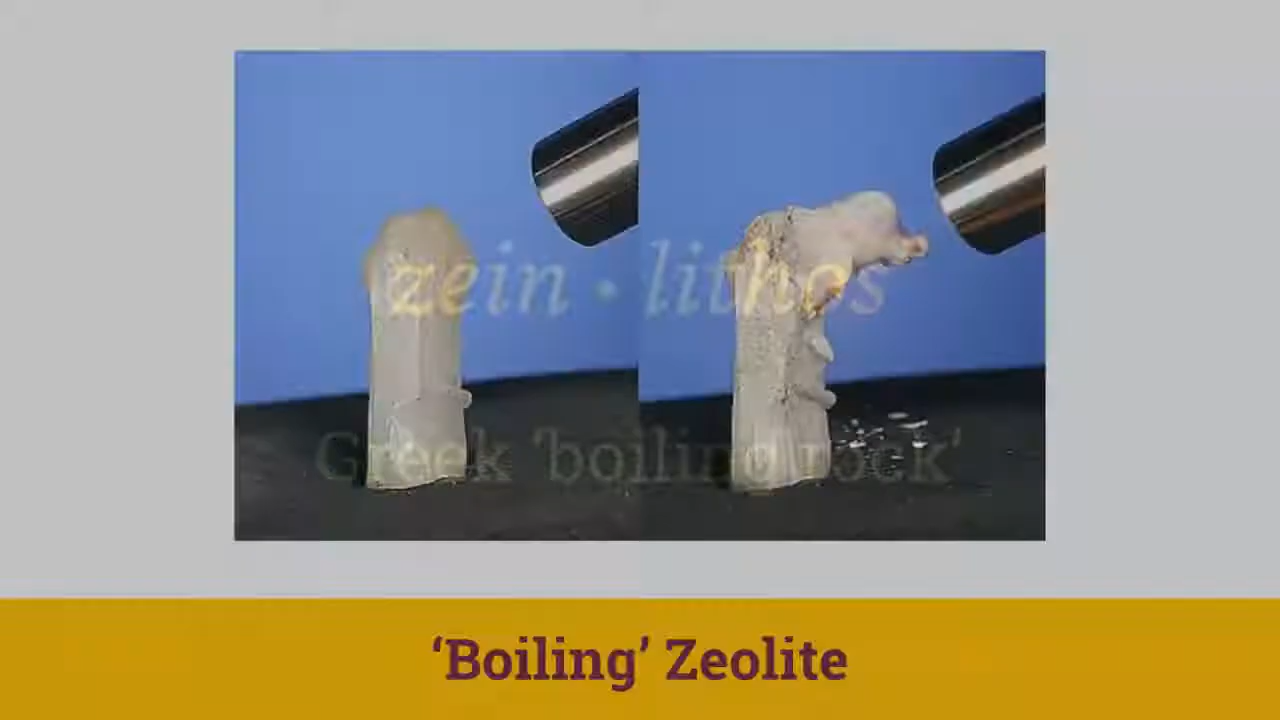 zein · lithos
Greek ‘boiling rock’
‘Boiling’ Zeolite